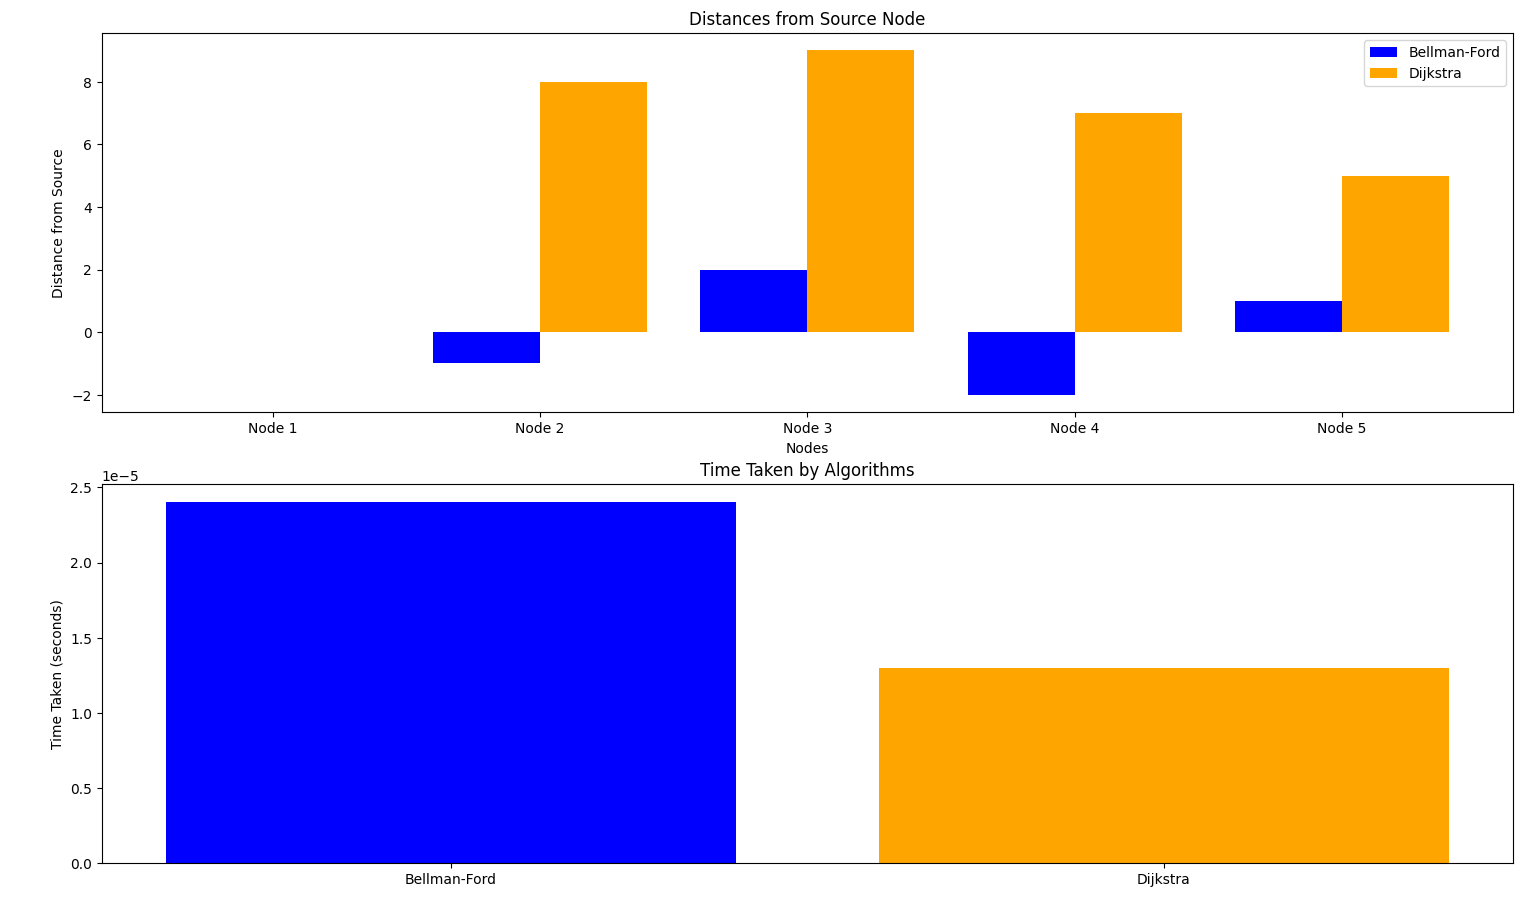 Distances from Source Node
Bellman-Ford
Dijkstra
Distance from Source
8
6
4
2
0
−2
Node 1
Node 2
Node 3
Node 4
Node 5
Nodes
Time Taken by Algorithms
1e−5
Time Taken (seconds)
2.5
2.0
1.5
1.0
0.5
0.0
Bellman-Ford
Dijkstra